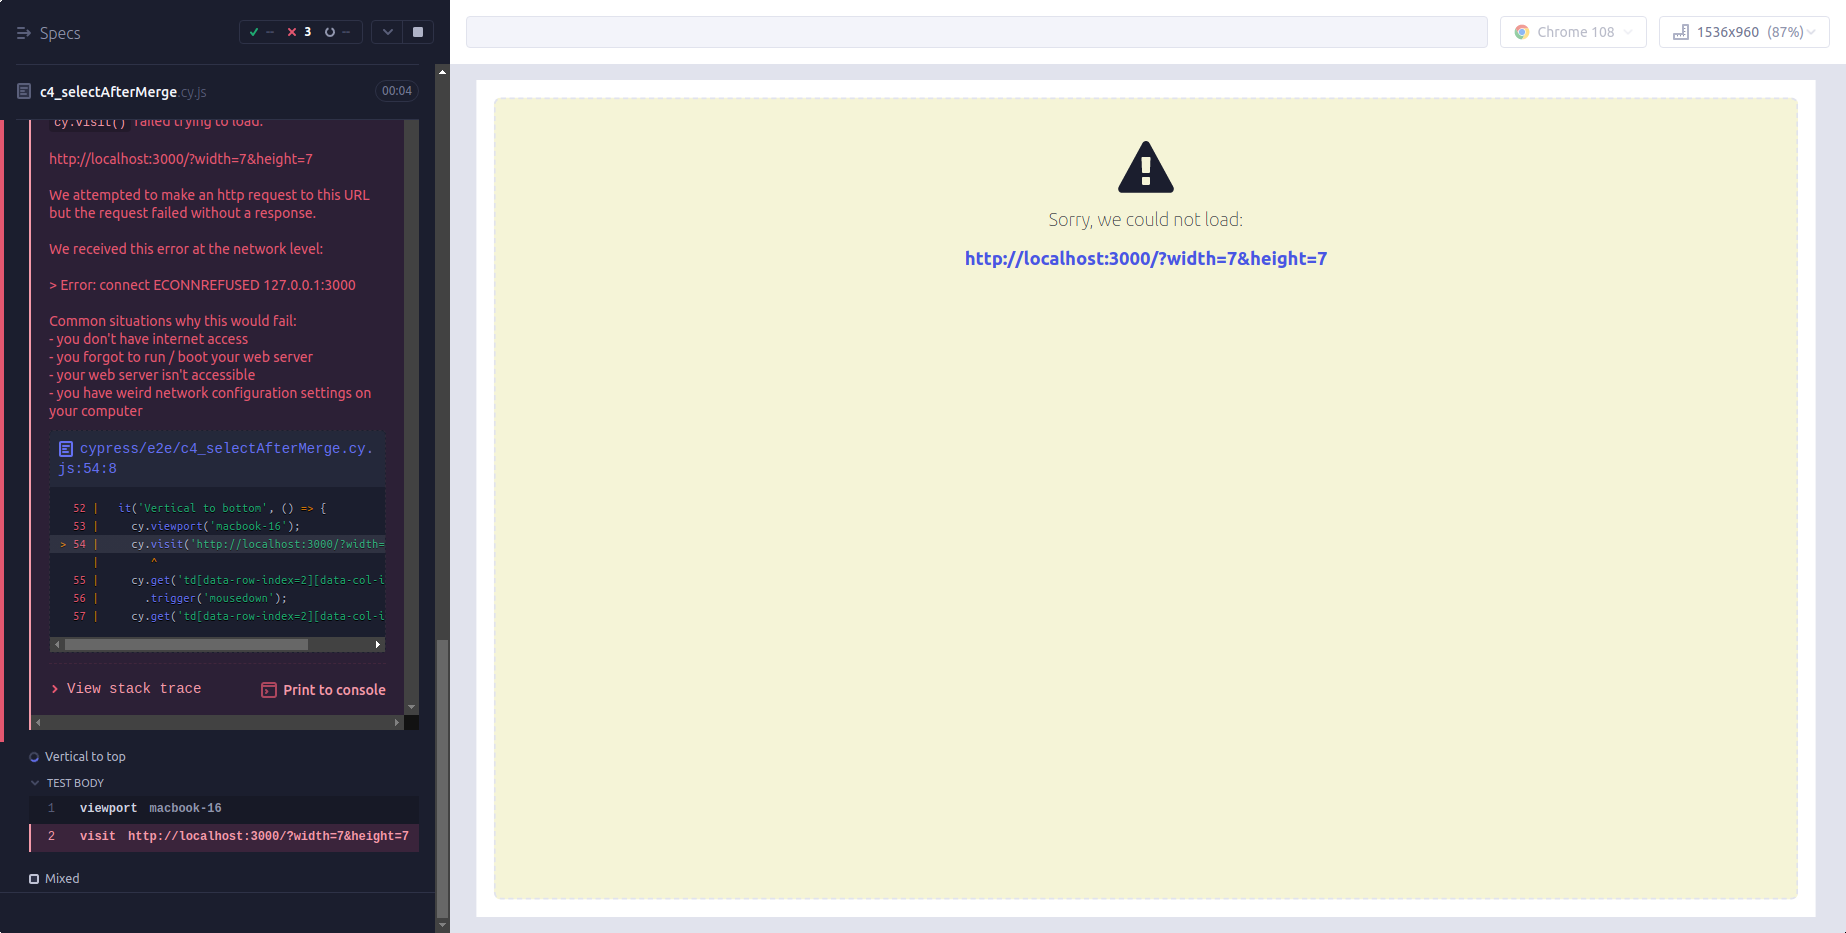 Specs
-- 3 --
c4_selectAfterMerge.cy.js 00:04
cy.visit() failed trying to load:
http://localhost:3000/?width=7&height=7
We attempted to make an http request to this URL
but the request failed without a response.
We received this error at the network level:
> Error: connect ECONNREFUSED 127.0.0.1:3000
Common situations why this would fail:
- you don't have internet access
- you forgot to run / boot your web server
- your web server isn't accessible
- you have weird network configuration settings on
your computer
cypress/e2e/c4_selectAfterMerge.cy.
js:54:8
52 | it('Vertical to bottom', () => {
53 | cy.viewport('macbook-16');
> 54 | cy.visit('http://localhost:3000/?width=
| ^
55 | cy.get('td[data-row-index=2][data-col-i
56 | .trigger('mousedown');
57 | cy.get('td[data-row-index=2][data-col-i
View stack trace
Print to console
Vertical to top
TEST BODY
1 viewport macbook-16
2 visit http://localhost:3000/?width=7&height=7
Mixed
Chrome 108
1536x960 (87%)
Sorry, we could not load:
http://localhost:3000/?width=7&height=7